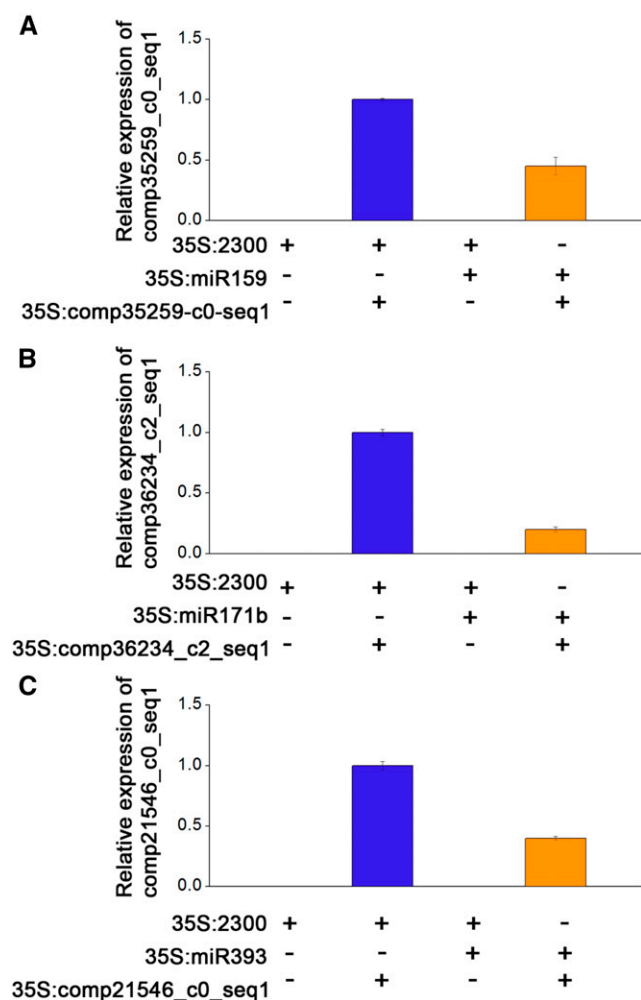 A
Relative expression of
comp35259_c0_seq1
1.5
1.0
0.5
0.0
35S:2300 + + + -
35S:miR159 - - + +
35S:comp35259-c0-seq1 - + - +
B
Relative expression of
comp36234_c2_seq1
1.5
1.0
0.5
0.0
35S:2300 + + + -
35S:miR171b - - + +
35S:comp36234_c2_seq1 - + - +
C
Relative expression of
comp21546_c0_seq1
1.5
1.0
0.5
0.0
35S:2300 + + + -
35S:miR393 - - + +
35S:comp21546_c0_seq1 - + - +